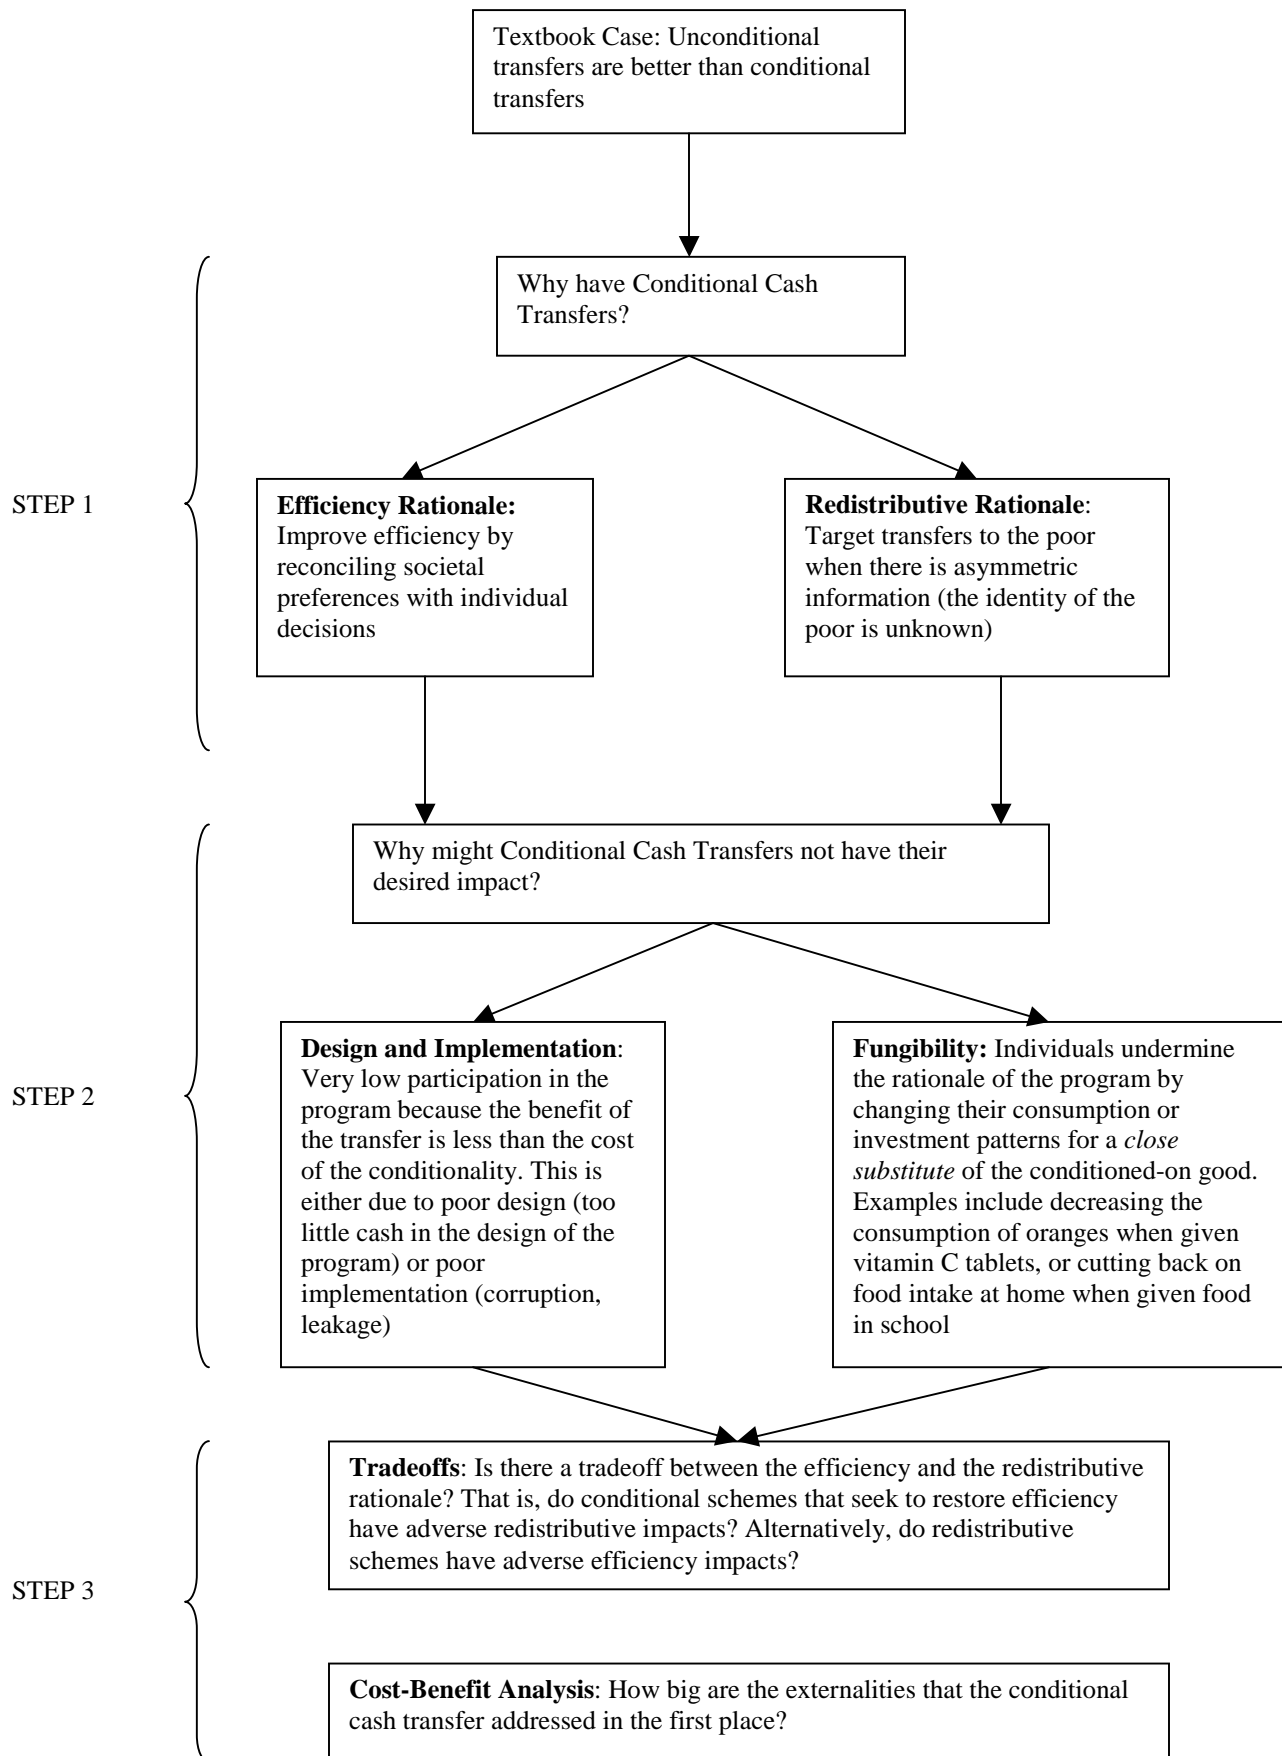 Textbook Case: Unconditional
transfers are better than conditional
transfers
Why have Conditional Cash
Transfers?
STEP 1
Efficiency Rationale:
Improve efficiency by
reconciling societal
preferences with individual
decisions
Redistributive Rationale:
Target transfers to the poor
when there is asymmetric
information (the identity of the
poor is unknown)
Why might Conditional Cash Transfers not have their
desired impact?
STEP 2
Design and Implementation:
Very low participation in the
program because the benefit of
the transfer is less than the cost
of the conditionality. This is
either due to poor design (too
little cash in the design of the
program) or poor
implementation (corruption,
leakage)
Fungibility: Individuals undermine
the rationale of the program by
changing their consumption or
investment patterns for a close
substitute of the conditioned-on good.
Examples include decreasing the
consumption of oranges when given
vitamin C tablets, or cutting back on
food intake at home when given food
in school
STEP 3
Tradeoffs: Is there a tradeoff between the efficiency and the redistributive
rationale? That is, do conditional schemes that seek to restore efficiency
have adverse redistributive impacts? Alternatively, do redistributive
schemes have adverse efficiency impacts?
Cost-Benefit Analysis: How big are the externalities that the conditional
cash transfer addressed in the first place?